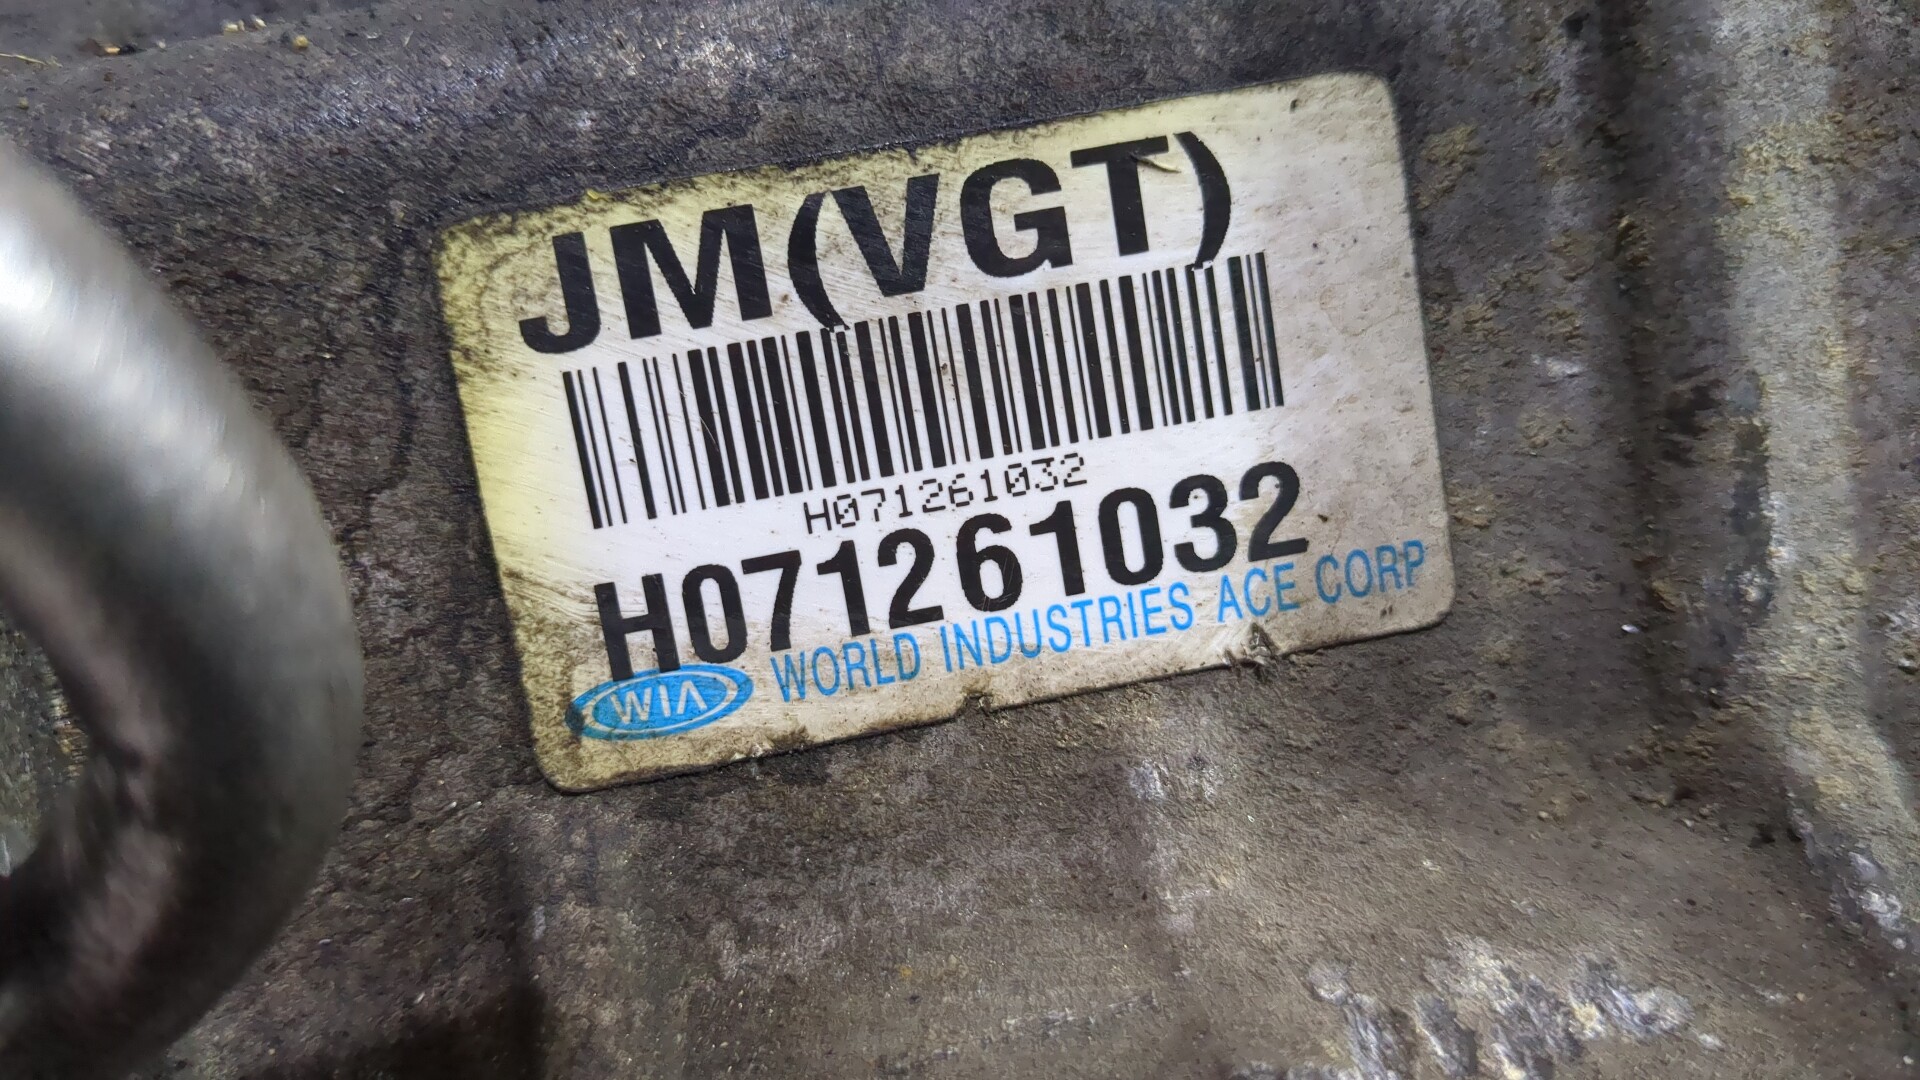 JM(VGT)
H071261032
H071261032
WIA WORLD INDUSTRIES ACE CORP